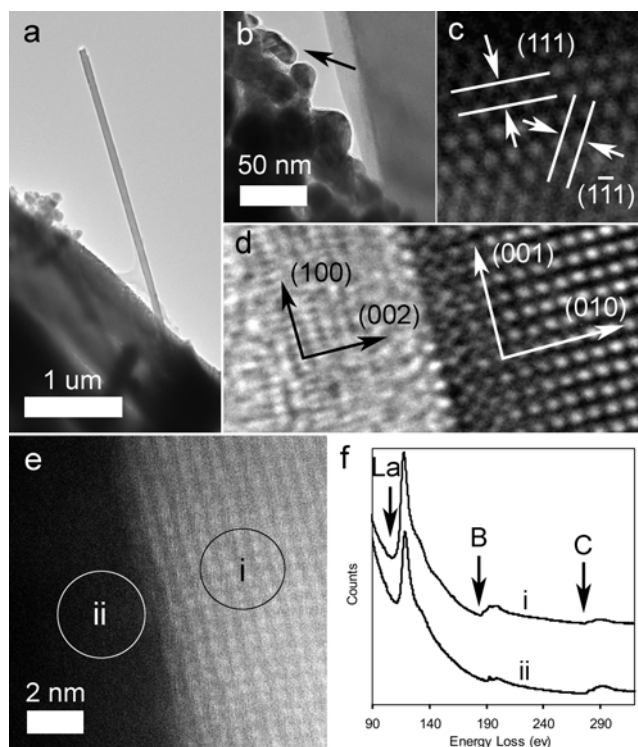 a
1 um
b
50 nm
c
(111)
(11̅1)
d
(100)
(002)
(001)
(010)
e
i
ii
2 nm
f
La
B
C
i
ii
Counts
90 140 190 240 290
Energy Loss (ev)